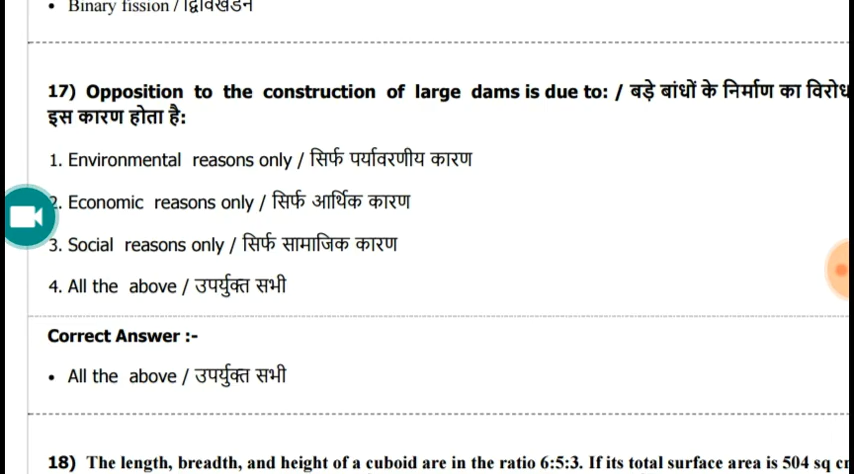 • Binary fission / द्विखंडन
17) Opposition to the construction of large dams is due to: / बड़े बांधों के निर्माण का विरोध
इस कारण होता है:
1. Environmental reasons only / सिर्फ पर्यावरणीय कारण
2. Economic reasons only / सिर्फ आर्थिक कारण
3. Social reasons only / सिर्फ सामाजिक कारण
4. All the above / उपर्युक्त सभी
Correct Answer :-
• All the above / उपर्युक्त सभी
18) The length, breadth, and height of a cuboid are in the ratio 6:5:3. If its total surface area is 504 sq cm